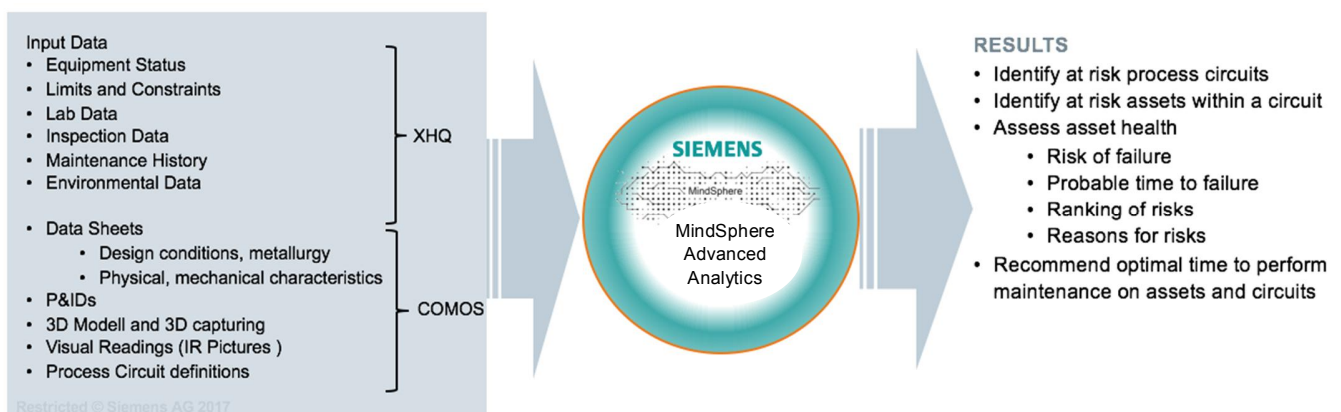 Input Data
• Equipment Status
• Limits and Constraints
• Lab Data
• Inspection Data
• Maintenance History
• Environmental Data
XHQ
• Data Sheets
• Design conditions, metallurgy
• Physical, mechanical characteristics
• P&IDs
• 3D Modell and 3D capturing
• Visual Readings (IR Pictures )
• Process Circuit definitions
COMOS
Restricted © Siemens AG 2017
SIEMENS
MindSphere
MindSphere
Advanced
Analytics
RESULTS
• Identify at risk process circuits
• Identify at risk assets within a circuit
• Assess asset health
• Risk of failure
• Probable time to failure
• Ranking of risks
• Reasons for risks
• Recommend optimal time to perform
maintenance on assets and circuits